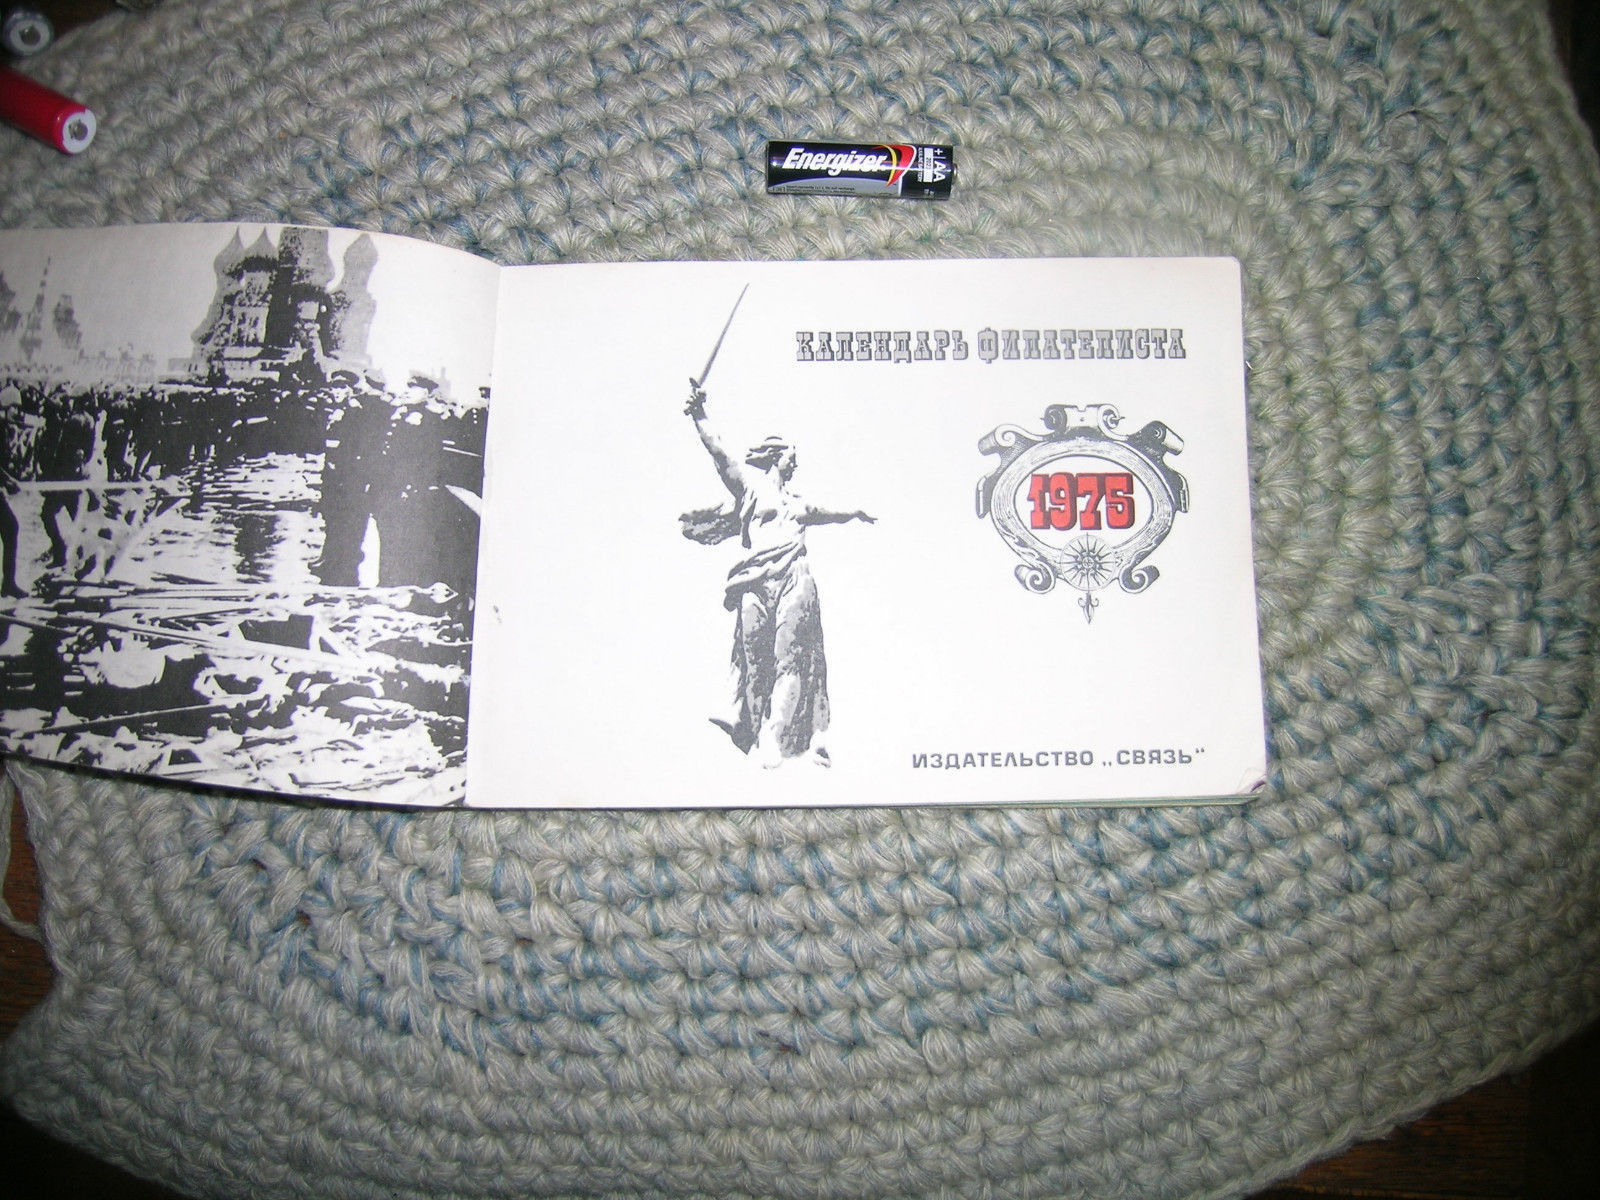 Energizer
+ AA
КАЛЕНДАРЬ ФИЛАТЕЛИСТА
1975
ИЗДАТЕЛЬСТВО „СВЯЗЬ“